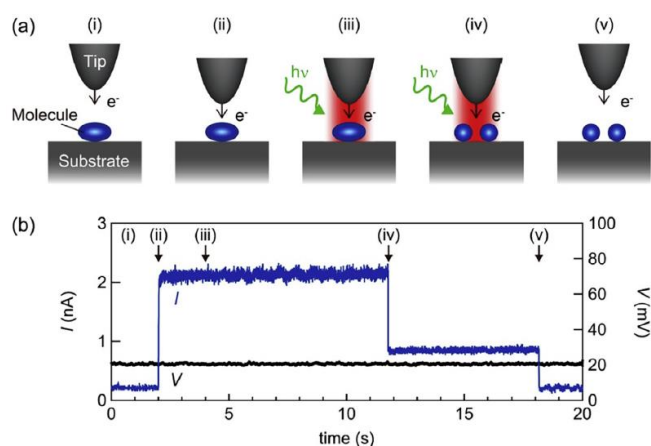 (a) (i) (ii) (iii) (iv) (v)
Tip
hν hν
e⁻ e⁻ e⁻ e⁻
Molecule
Substrate
(b)
3 100
(i) (ii) (iii) (iv) (v)
80
2
I
60
I (nA) V (mV)
40
1
20
V
0 0
0 5 10 15 20
time (s)